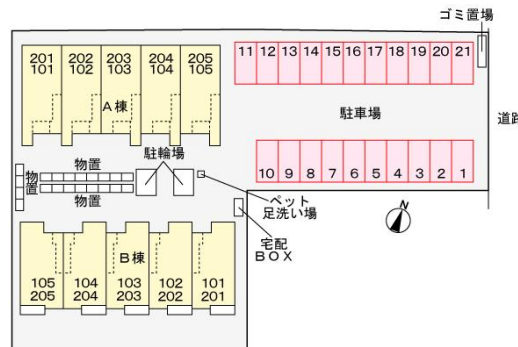 ゴミ置場
201 202 203 204 205
101 102 103 104 105
A棟
11 12 13 14 15 16 17 18 19 20 21
駐車場
道路
10 9 8 7 6 5 4 3 2 1
物置
駐輪場
物置
物置
ペット
足洗い場
N
宅配
BOX
B棟
105 104 103 102 101
205 204 203 202 201